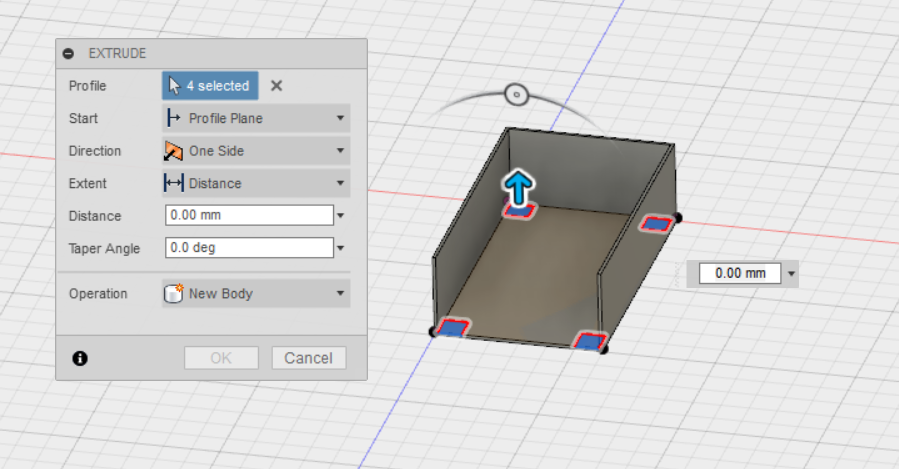 EXTRUDE
Profile 4 selected
Start Profile Plane
Direction One Side
Extent Distance
Distance 0.00 mm
Taper Angle 0.0 deg
Operation New Body
OK Cancel
0.00 mm